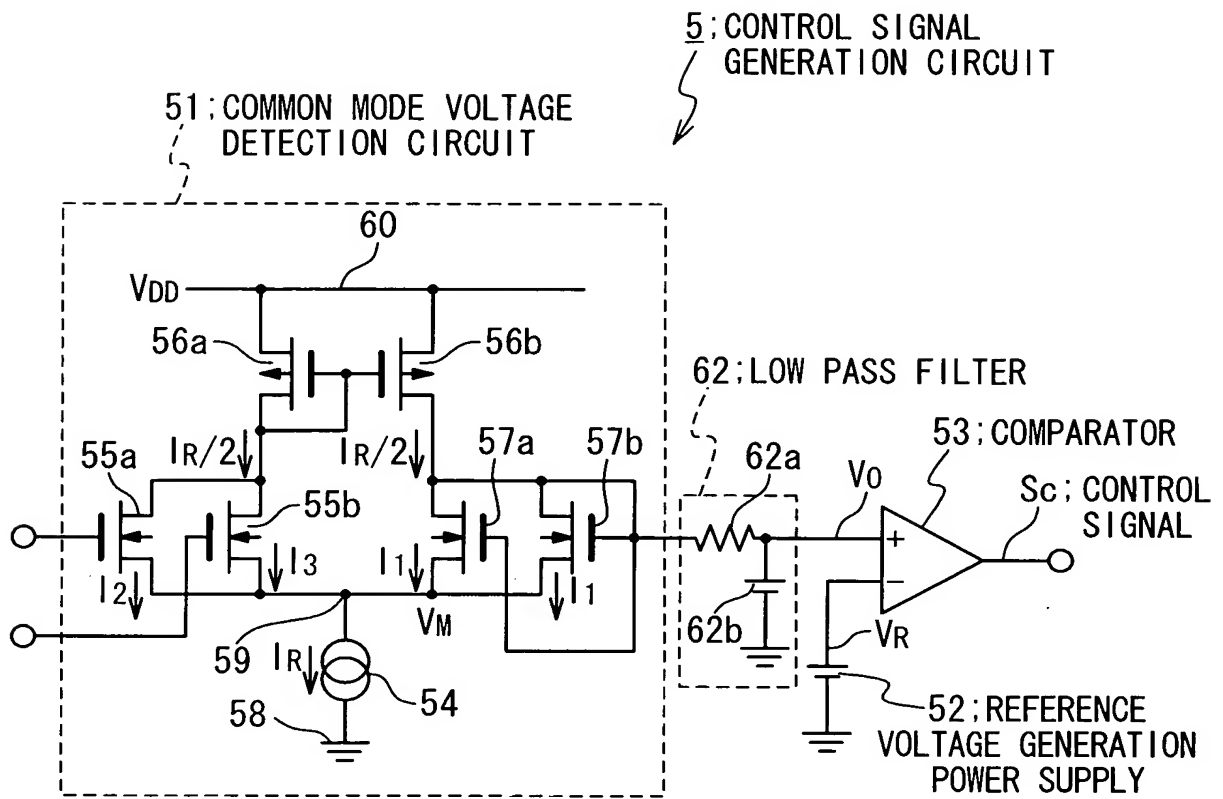 5;CONTROL SIGNAL
GENERATION CIRCUIT
51;COMMON MODE VOLTAGE
DETECTION CIRCUIT
60
VDD
56a
56b
62;LOW PASS FILTER
53;COMPARATOR
55a
IR/2
IR/2
57a
57b
62a
VO
Sc;CONTROL
SIGNAL
55b
+
−
I2
I3
I1
I1
VM
62b
VR
59
IR
54
58
52;REFERENCE
VOLTAGE GENERATION
POWER SUPPLY